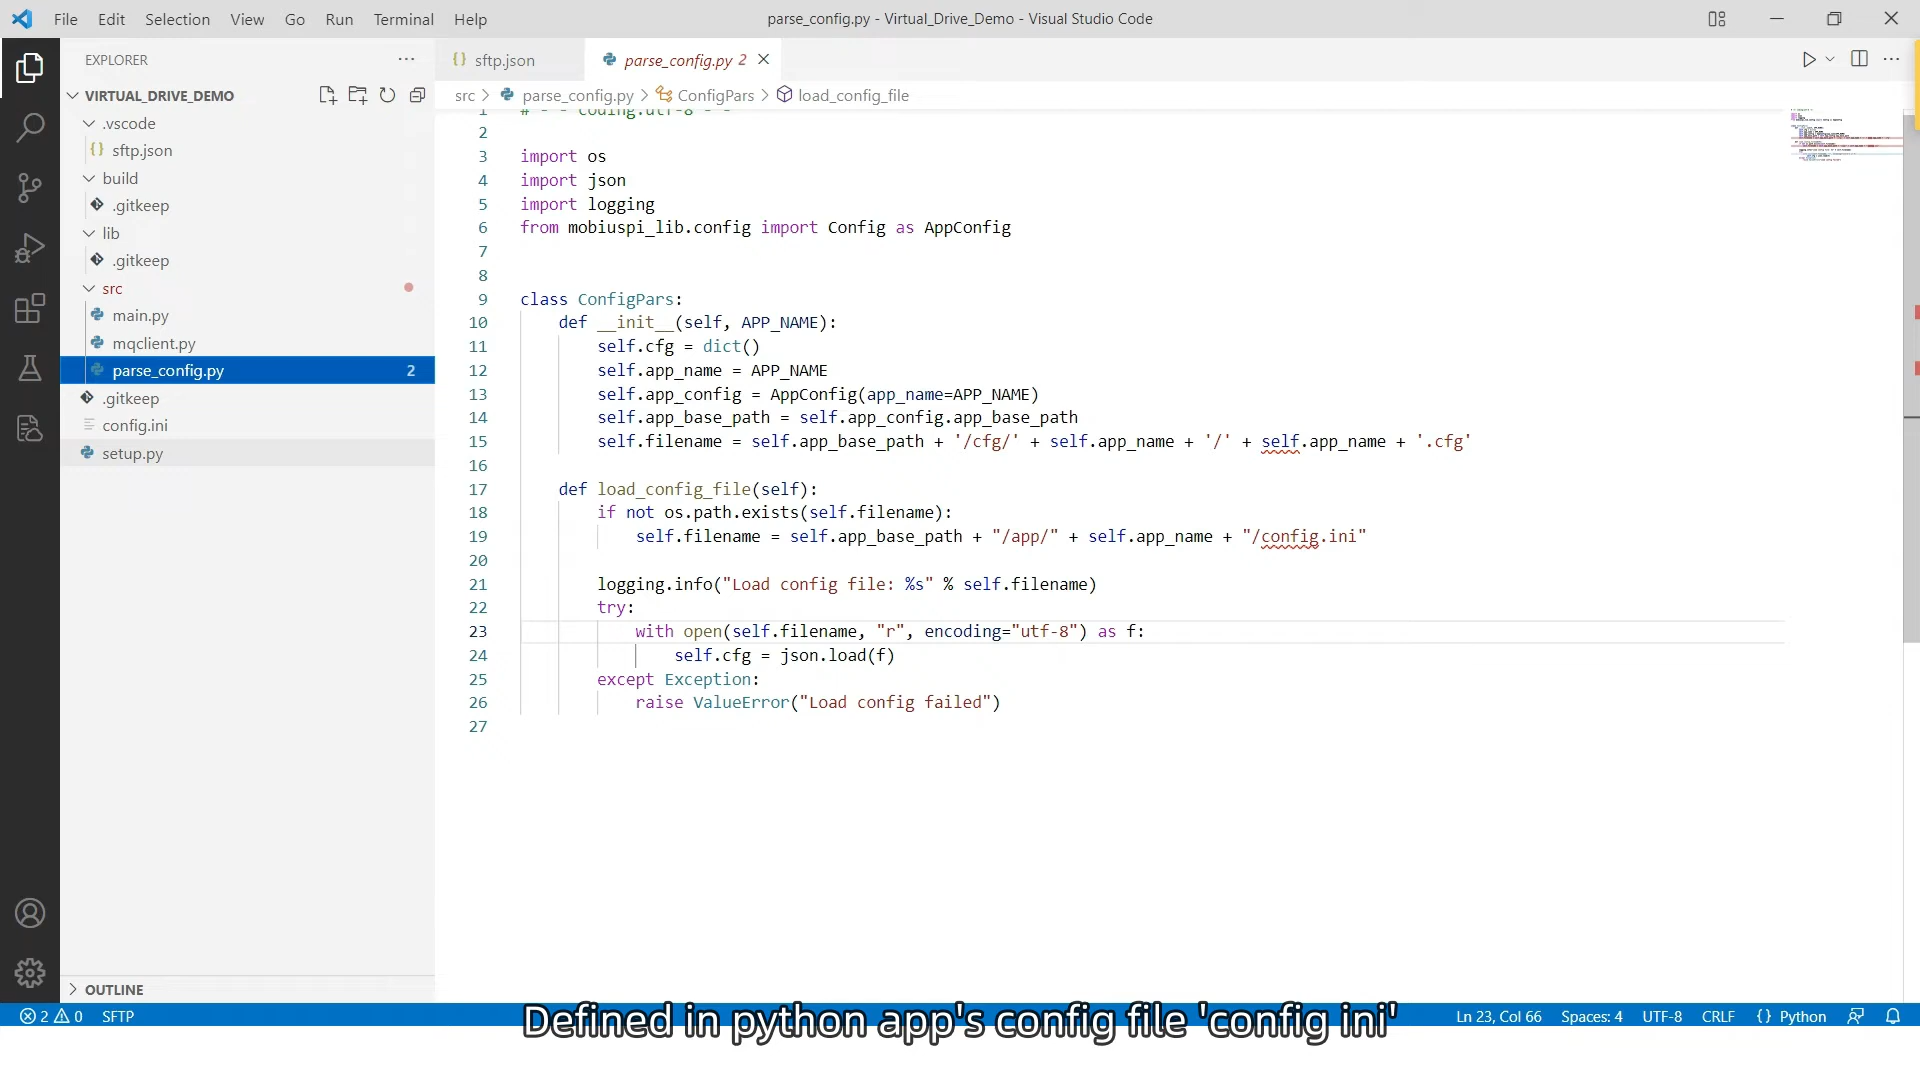 File Edit Selection View Go Run Terminal Help
parse_config.py - Virtual_Drive_Demo - Visual Studio Code
EXPLORER
VIRTUAL_DRIVE_DEMO
.vscode
{} sftp.json
build
.gitkeep
lib
.gitkeep
src
main.py
mqclient.py
parse_config.py 2
.gitkeep
config.ini
setup.py
OUTLINE
{} sftp.json
parse_config.py 2
src > parse_config.py > ConfigPars > load_config_file
1 # -*- coding:utf-8 -*-
2
3 import os
4 import json
5 import logging
6 from mobiuspi_lib.config import Config as AppConfig
7
8
9 class ConfigPars:
10     def __init__(self, APP_NAME):
11         self.cfg = dict()
12         self.app_name = APP_NAME
13         self.app_config = AppConfig(app_name=APP_NAME)
14         self.app_base_path = self.app_config.app_base_path
15         self.filename = self.app_base_path + '/cfg/' + self.app_name + '/' + self.app_name + '.cfg'
16
17     def load_config_file(self):
18         if not os.path.exists(self.filename):
19             self.filename = self.app_base_path + "/app/" + self.app_name + "/config.ini"
20
21         logging.info("Load config file: %s" % self.filename)
22         try:
23             with open(self.filename, "r", encoding="utf-8") as f:
24                 self.cfg = json.load(f)
25         except Exception:
26             raise ValueError("Load config failed")
27
2 0 SFTP
Defined in python app's config file 'config ini'
Ln 23, Col 66 Spaces: 4 UTF-8 CRLF {} Python